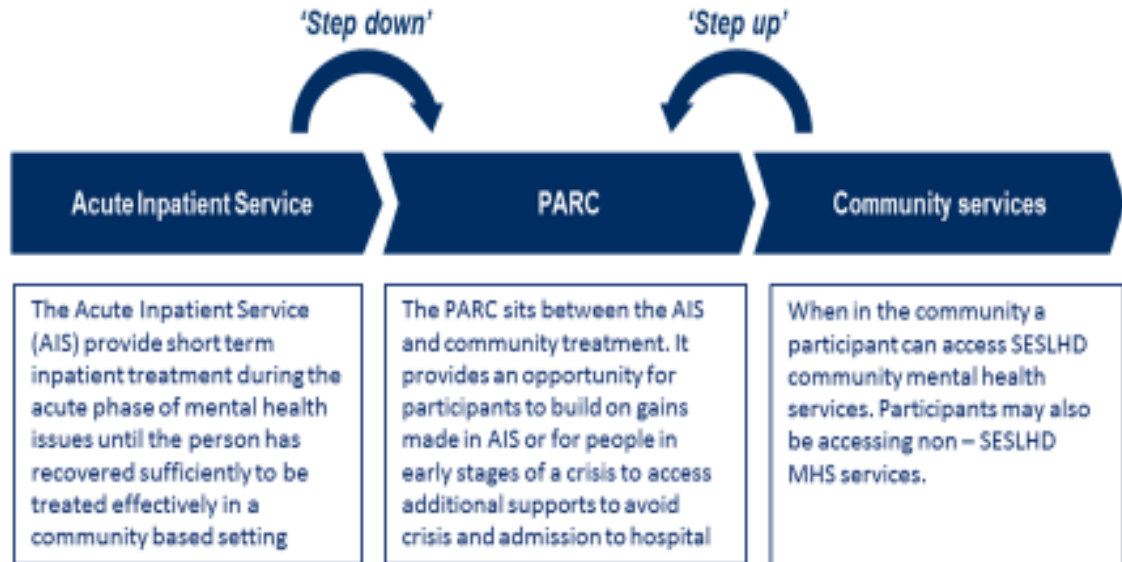 'Step down'
'Step up'
Acute Inpatient Service
PARC
Community services
The Acute Inpatient Service
(AIS) provide short term
inpatient treatment during the
acute phase of mental health
issues until the person has
recovered sufficiently to be
treated effectively in a
community based setting
The PARC sits between the AIS
and community treatment. It
provides an opportunity for
participants to build on gains
made in AIS or for people in
early stages of a crisis to access
additional supports to avoid
crisis and admission to hospital
When in the community a
participant can access SESLHD
community mental health
services. Participants may also
be accessing non – SESLHD
MHS services.